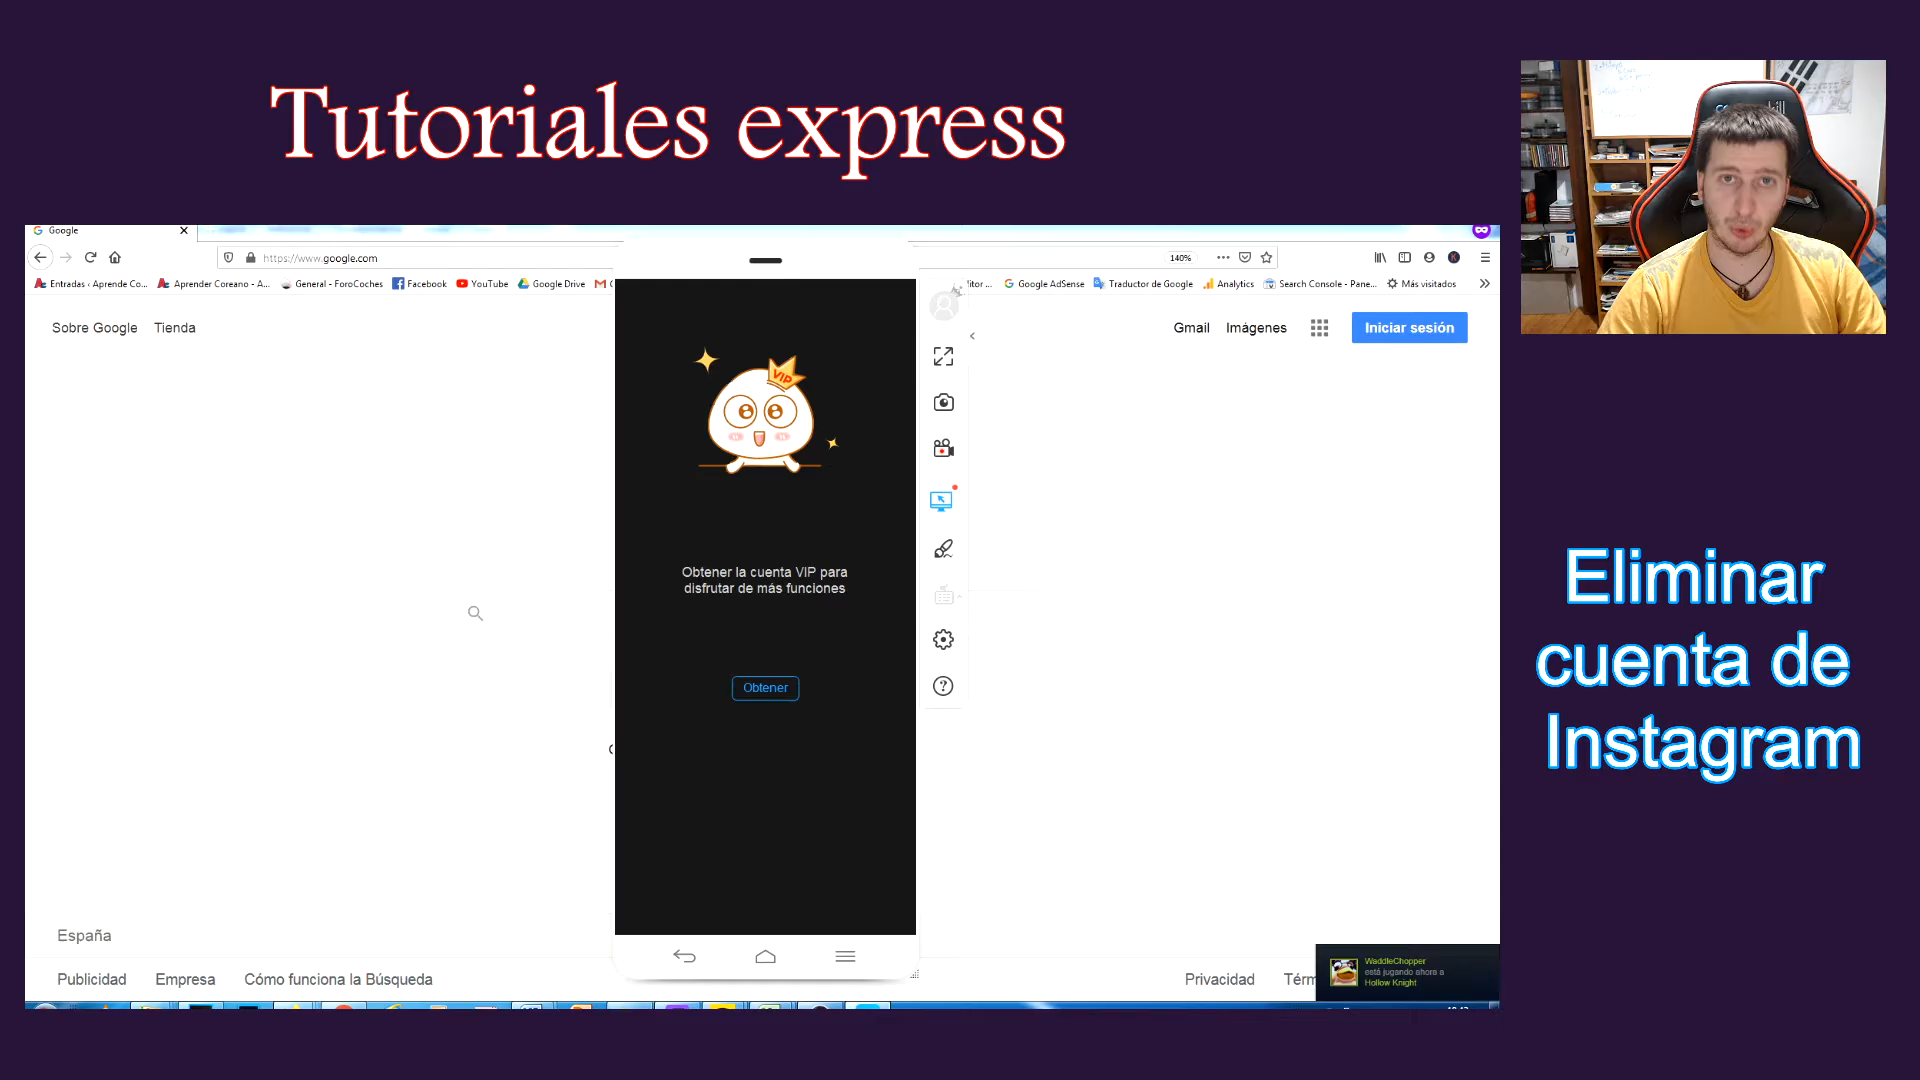 Tutoriales express
Google
https://www.google.com
140%
Entradas ‹ Aprende Co...
Aprender Coreano - A...
General - ForoCoches
Facebook
YouTube
Google Drive
itor ...
Google AdSense
Traductor de Google
Analytics
Search Console - Pane...
Más visitados
Sobre Google
Tienda
Gmail
Imágenes
Iniciar sesión
VIP
Obtener la cuenta VIP para
disfrutar de más funciones
Obtener
Eliminar
cuenta de
Instagram
España
Publicidad
Empresa
Cómo funciona la Búsqueda
Privacidad
Térm
WaddleChopper
está jugando ahora a
Hollow Knight